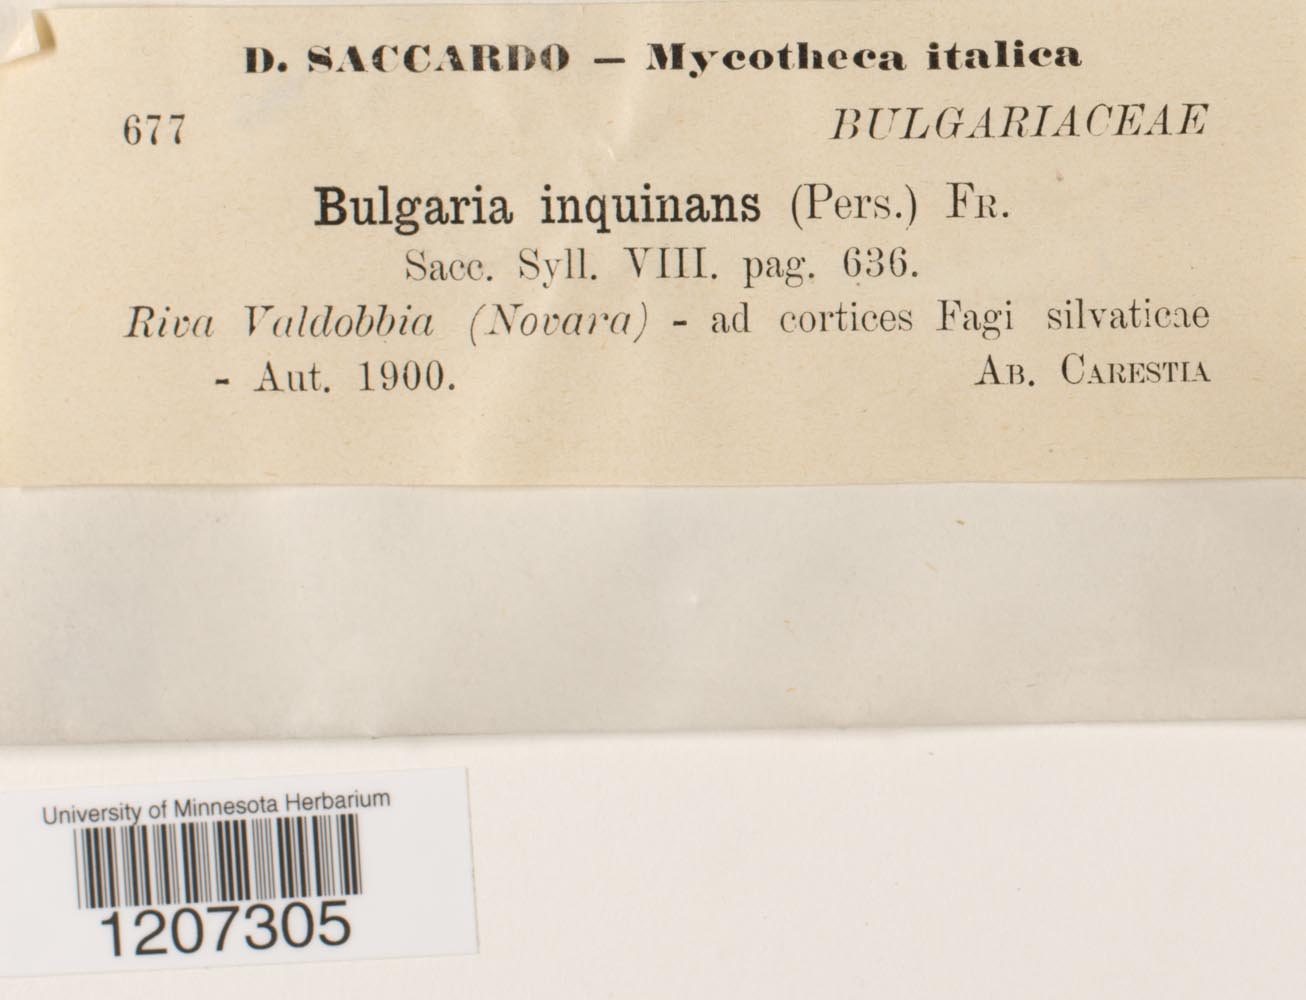 D. SACCARDO – Mycotheca italica
677 BULGARIACEAE
Bulgaria inquinans (Pers.) FR.
Sacc. Syll. VIII. pag. 636.
Riva Valdobbia (Novara) - ad cortices Fagi silvaticae
- Aut. 1900. AB. CARESTIA
University of Minnesota Herbarium
1207305